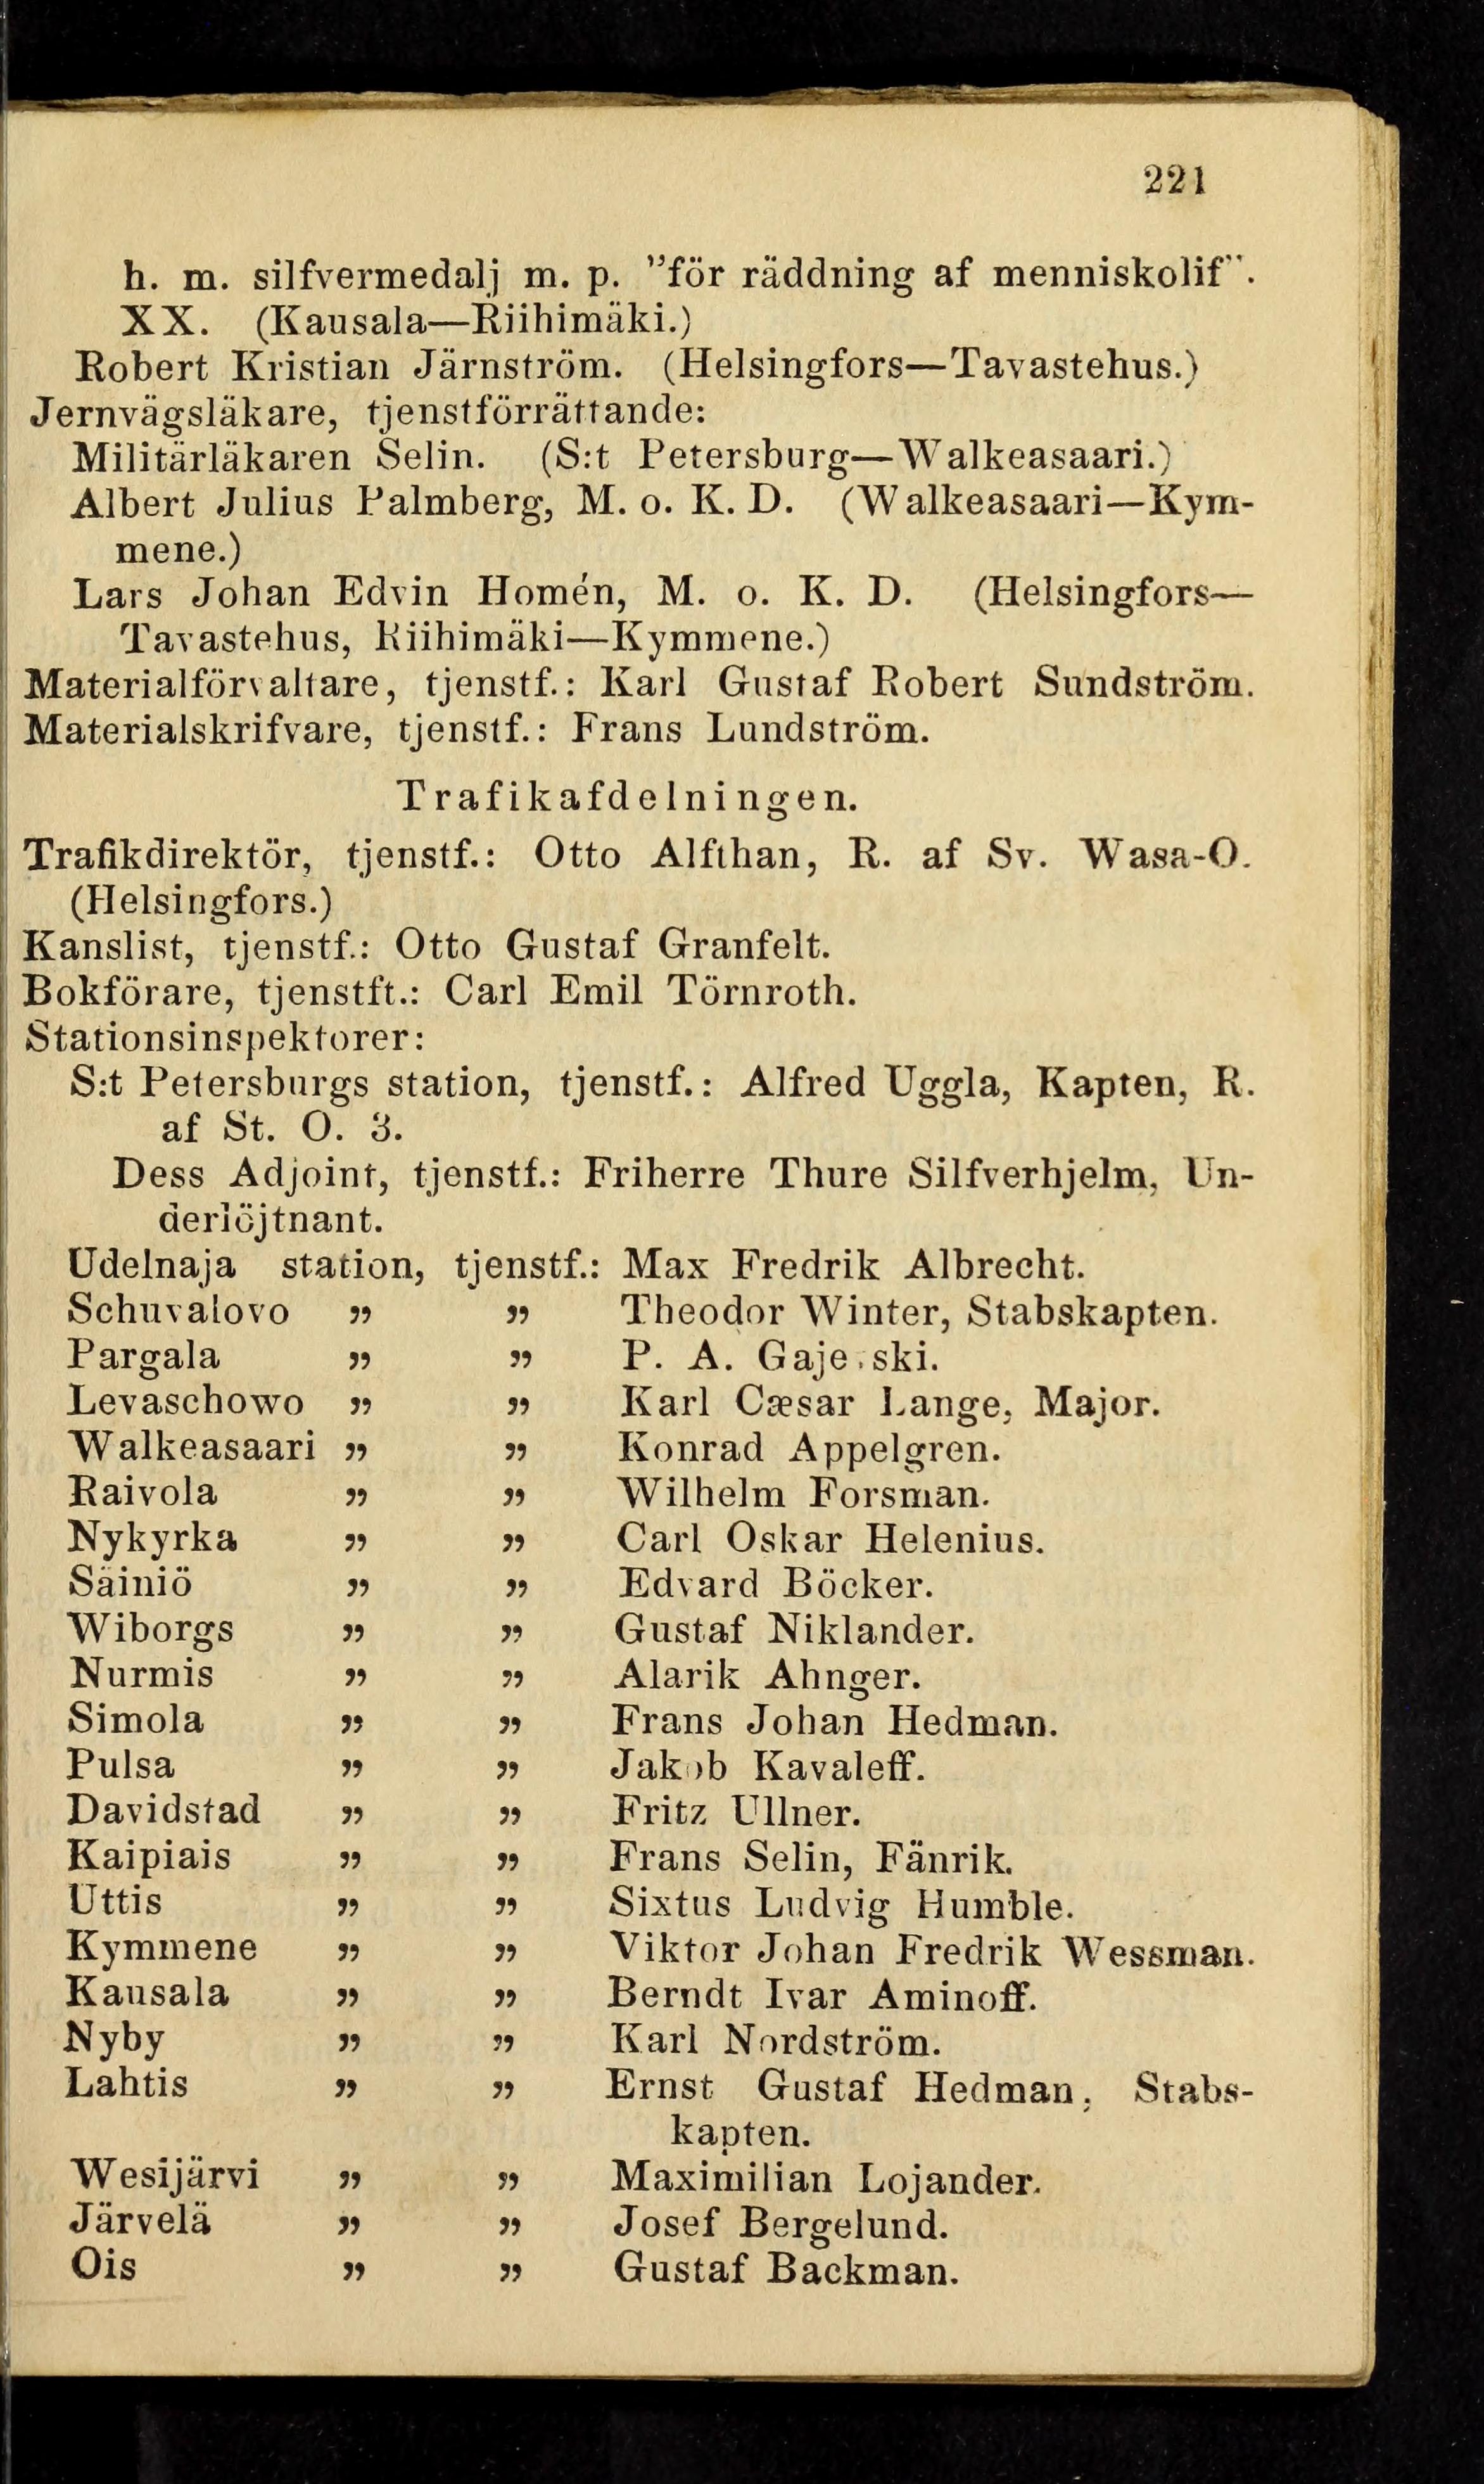 221
h. m. silfvermedalj m. p. ”för räddning af menniskolif”.
XX. (Kausala—Riihimäki.)
Robert Kristian Järnström. (Helsingfors—Tavastehus.)
Jernvägsläkare, tjenstförrättande:
Militärläkaren Selin. (S:t Petersburg—Walkeasaari.)
Albert Julius Palmberg, M. o. K. D. (Walkeasaari—Kym-
mene.)
Lars Johan Edvin Homén, M. o. K. D. (Helsingfors—
Tavastehus, Riihimäki—Kymmene.)
Materialförvaltare, tjenstf.: Karl Gustaf Robert Sundström.
Materialskrifvare, tjenstf.: Frans Lundström.
Trafikafdelningen.
Trafikdirektör, tjenstf.: Otto Alfthan, R. af Sv. Wasa-O.
(Helsingfors.)
Kanslist, tjenstf.: Otto Gustaf Granfelt.
Bokförare, tjenstft.: Carl Emil Törnroth.
Stationsinspektorer:
S:t Petersburgs station, tjenstf.: Alfred Uggla, Kapten, R.
af St. O. 3.
Dess Adjoint, tjenstf.: Friherre Thure Silfverhjelm, Un-
derlöjtnant.
Udelnaja station, tjenstf.: Max Fredrik Albrecht.
Schuvalovo „ „ Theodor Winter, Stabskapten.
Pargala „ „ P. A.
Levaschowo „ „ Karl Cæsar Lange, Major.
Walkeasaari „ „ Konrad Appelgren.
Raivola „ „ Wilhelm Forsman.
Nykyrka „ „ Carl Oskar Helenius.
Säiniö „ „ Edvard Böcker.
Wiborgs „ „ Gustaf Niklander.
Nurmis „ „ Alarik Ahnger.
Simola „ „ Frans Johan Hedman.
Pulsa „ „ Jakob Kavaleff.
Davidstad „ „ Fritz Ullner.
Kaipiais „ „ Frans Selin, Fänrik.
Uttis „ „ Sixtus Ludvig Humble.
Kymmene „ „ Viktor Johan Fredrik Wessman.
Kausala „ „ Berndt Ivar Aminoff.
Nyby „ „ Karl Nordström.
Lahtis „ „ Ernst Gustaf Hedman, Stabs-
kapten.
Wesijärvi „ „ Maximilian Lojander.
Järvelä „ „ Josef Bergelund.
Ois „ „ Gustaf Backman.